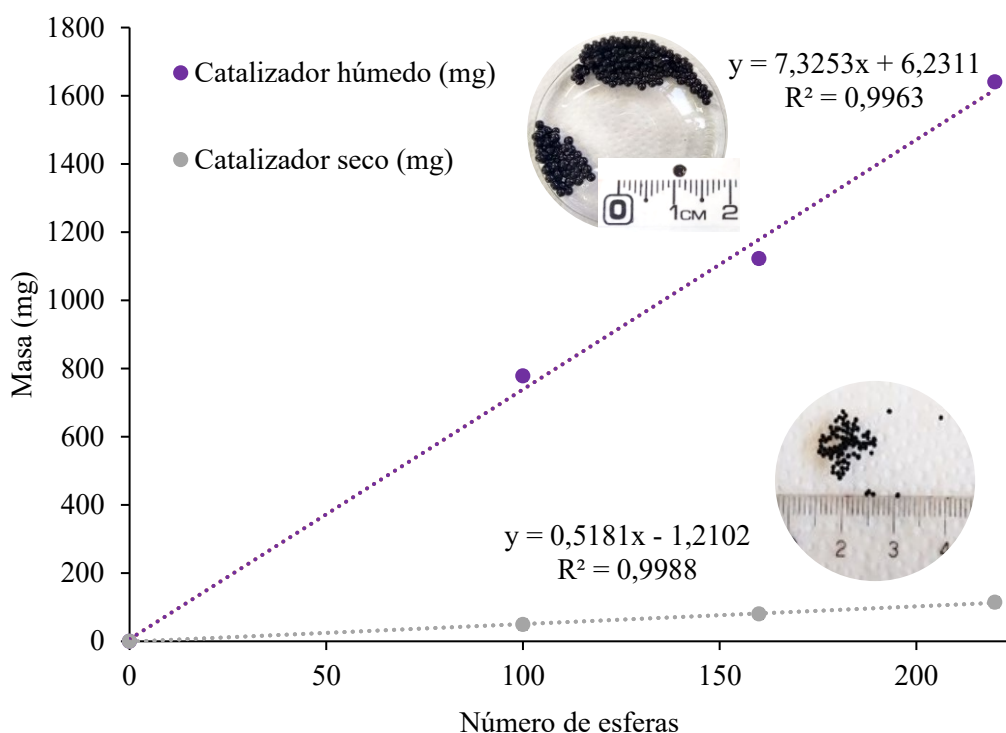 1800
1600
1400
1200
1000
800
600
400
200
0
Masa (mg)
Catalizador húmedo (mg)
Catalizador seco (mg)
y = 7,3253x + 6,2311
R² = 0,9963
0 1CM 2
y = 0,5181x - 1,2102
R² = 0,9988
2 3 4
0 50 100 150 200
Número de esferas